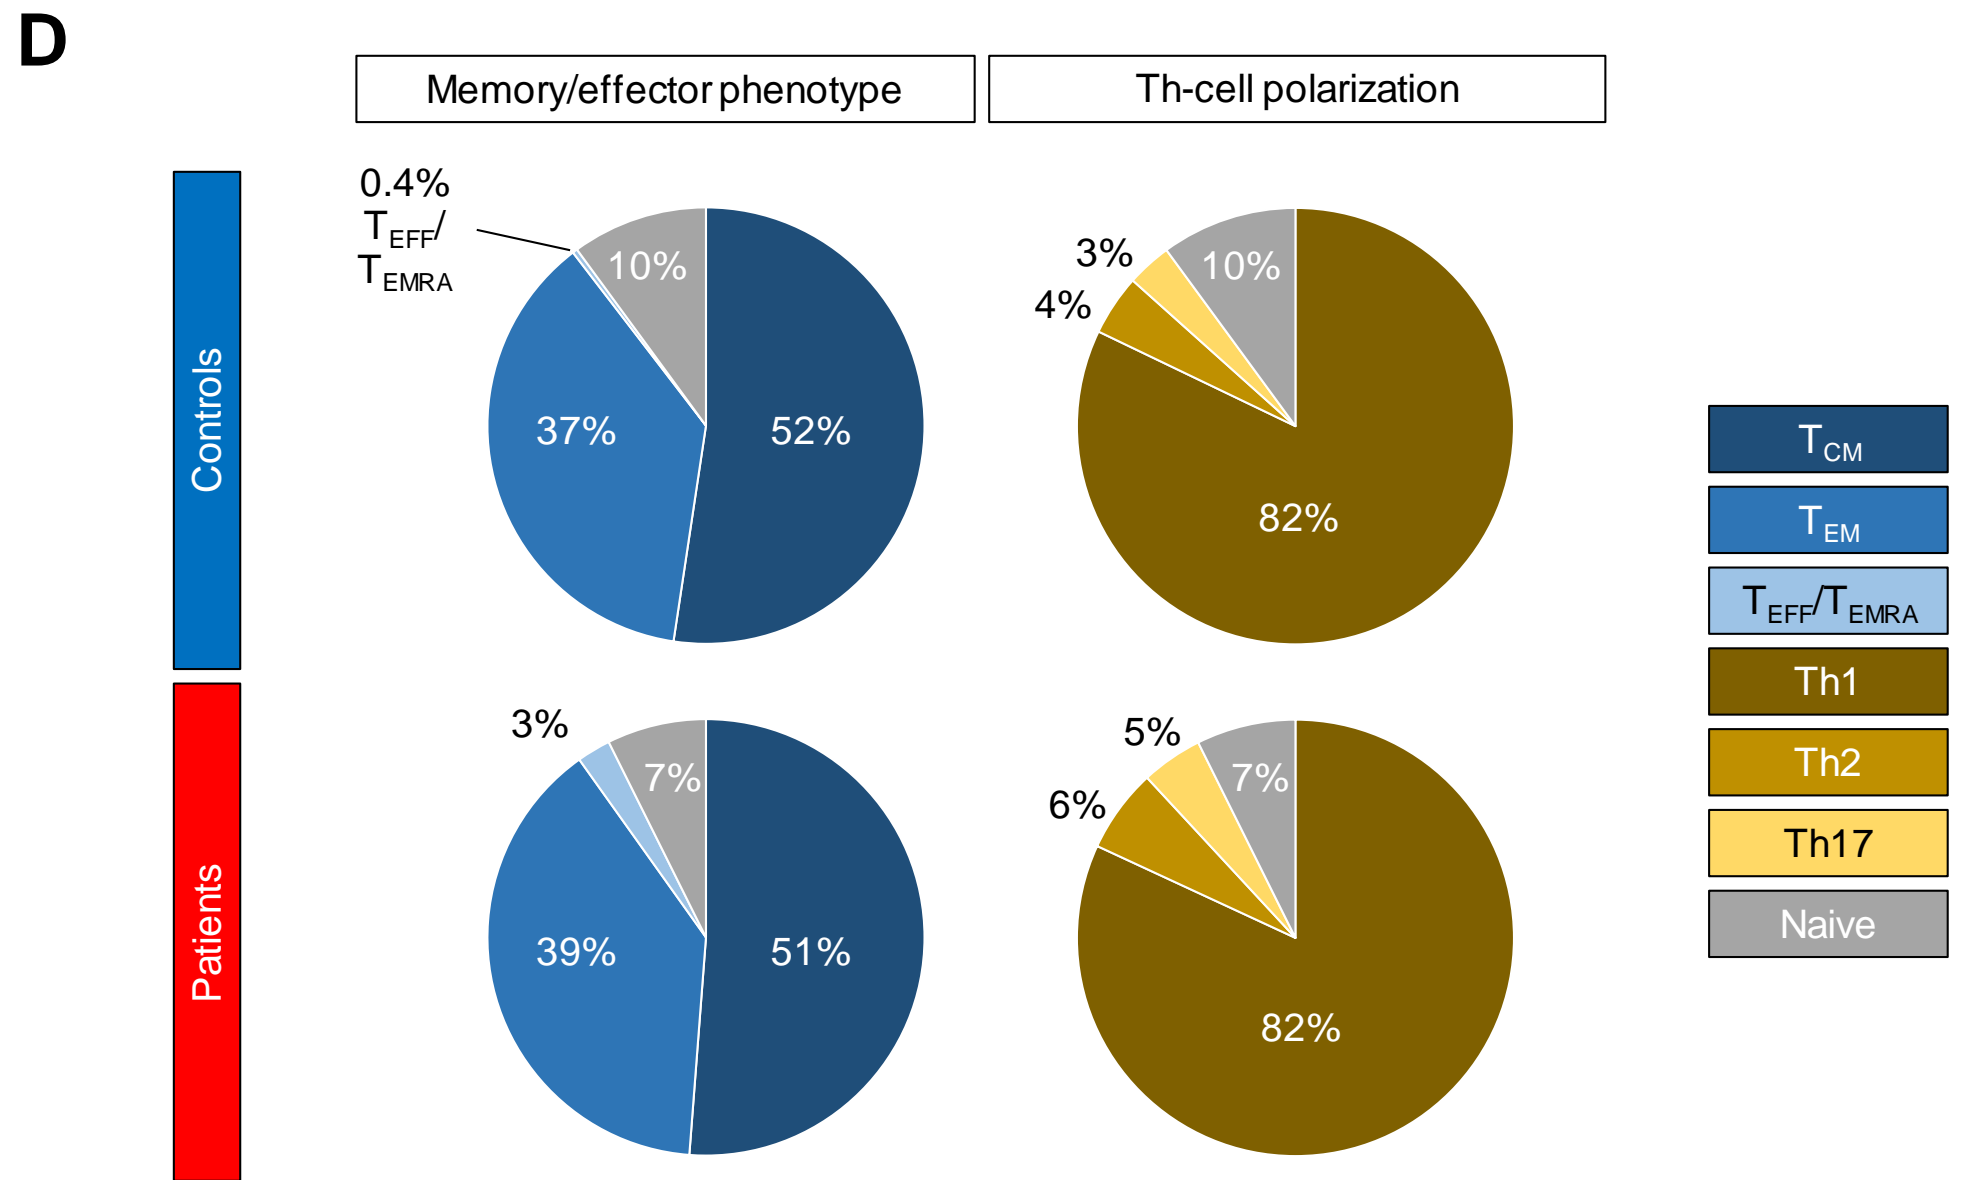 D
Memory/effector phenotype
Th-cell polarization
Controls
0.4%
TEFF/
TEMRA
10%
37%
52%
3%
4%
10%
82%
Patients
3%
7%
39%
51%
5%
6%
7%
82%
TCM
TEM
TEFF/TEMRA
Th1
Th2
Th17
Naive